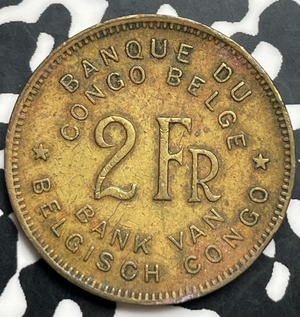 BANQUE DU
CONGO BELGE
2 FR
BANK VAN
BELGISCH CONGO